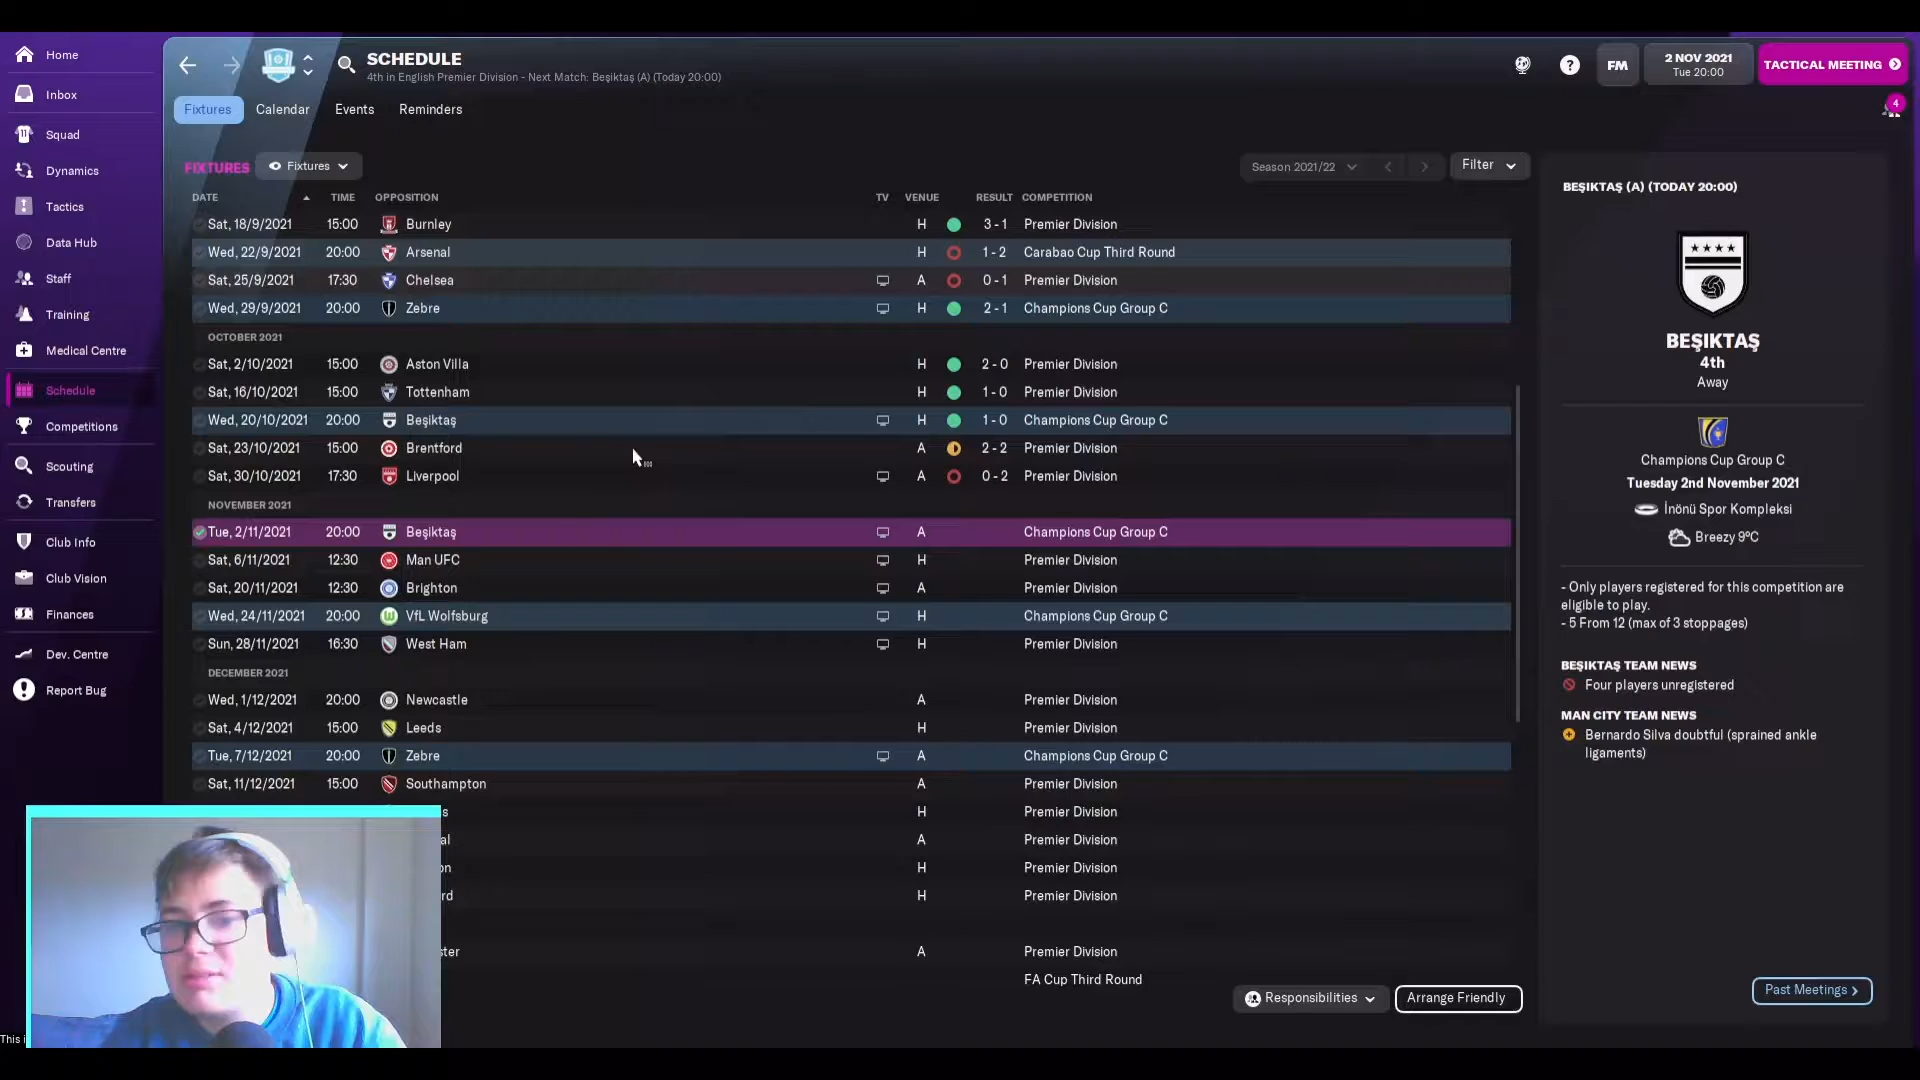 Home
Inbox
Squad
Dynamics
Tactics
Data Hub
Staff
Training
Medical Centre
Schedule
Competitions
Scouting
Transfers
Club Info
Club Vision
Finances
Dev. Centre
Report Bug
SCHEDULE
4th in English Premier Division - Next Match: Beşiktaş (A) (Today 20:00)
? FM 2 NOV 2021 TACTICAL MEETING
Tue 20:00
4
Fixtures Calendar Events Reminders
FIXTURES Fixtures Season 2021/22 Filter
DATE TIME OPPOSITION TV VENUE RESULT COMPETITION
Sat, 18/9/2021 15:00 Burnley H 3 - 1 Premier Division
Wed, 22/9/2021 20:00 Arsenal H 1 - 2 Carabao Cup Third Round
Sat, 25/9/2021 17:30 Chelsea A 0 - 1 Premier Division
Wed, 29/9/2021 20:00 Zebre H 2 - 1 Champions Cup Group C
OCTOBER 2021
Sat, 2/10/2021 15:00 Aston Villa H 2 - 0 Premier Division
Sat, 16/10/2021 15:00 Tottenham H 1 - 0 Premier Division
Wed, 20/10/2021 20:00 Beşiktaş H 1 - 0 Champions Cup Group C
Sat, 23/10/2021 15:00 Brentford A 2 - 2 Premier Division
Sat, 30/10/2021 17:30 Liverpool A 0 - 2 Premier Division
NOVEMBER 2021
Tue, 2/11/2021 20:00 Beşiktaş A Champions Cup Group C
Sat, 6/11/2021 12:30 Man UFC H Premier Division
Sat, 20/11/2021 12:30 Brighton A Premier Division
Wed, 24/11/2021 20:00 VfL Wolfsburg H Champions Cup Group C
Sun, 28/11/2021 16:30 West Ham H Premier Division
DECEMBER 2021
Wed, 1/12/2021 20:00 Newcastle A Premier Division
Sat, 4/12/2021 15:00 Leeds H Premier Division
Tue, 7/12/2021 20:00 Zebre A Champions Cup Group C
Sat, 11/12/2021 15:00 Southampton A Premier Division
s H Premier Division
al A Premier Division
on H Premier Division
rd H Premier Division
ster A Premier Division
FA Cup Third Round
Responsibilities Arrange Friendly
BEŞIKTAŞ (A) (TODAY 20:00)
BEŞIKTAŞ
4th
Away
Champions Cup Group C
Tuesday 2nd November 2021
İnönü Spor Kompleksi
Breezy 9°C
- Only players registered for this competition are
eligible to play.
- 5 From 12 (max of 3 stoppages)
BEŞIKTAŞ TEAM NEWS
Four players unregistered
MAN CITY TEAM NEWS
Bernardo Silva doubtful (sprained ankle
ligaments)
Past Meetings
This i